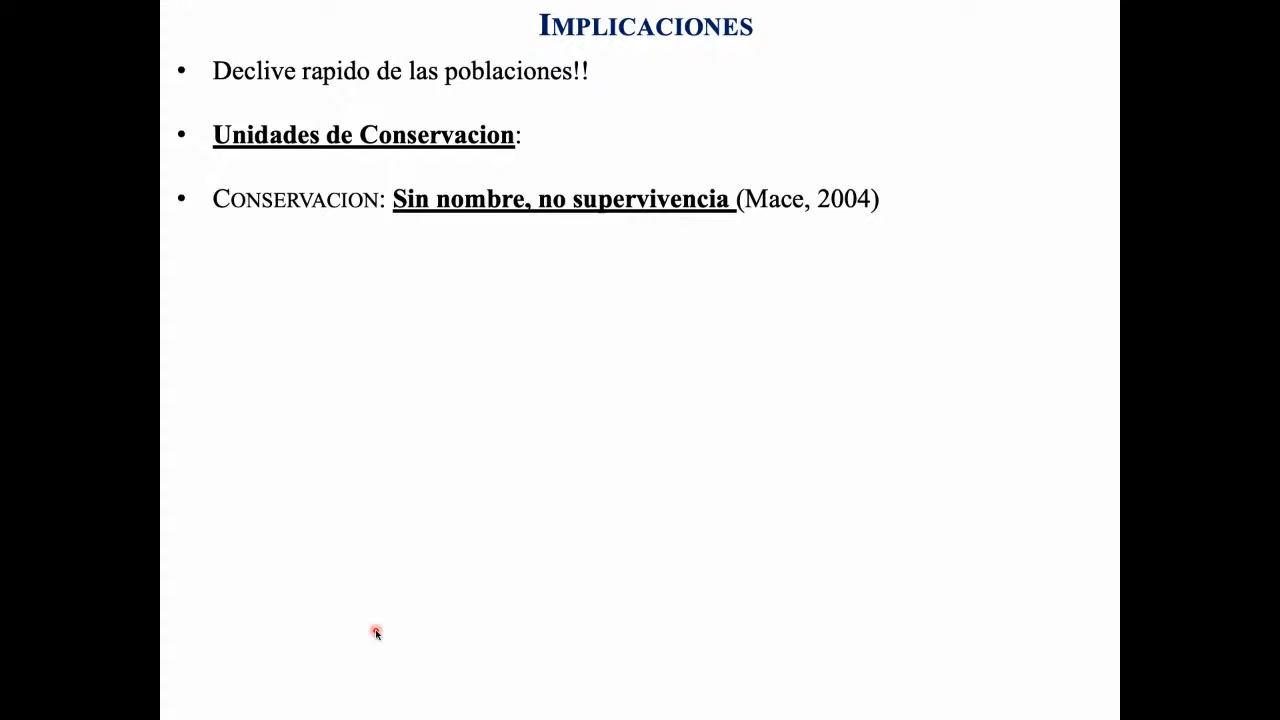 IMPLICACIONES
• Declive rapido de las poblaciones!!
• Unidades de Conservacion:
• CONSERVACION: Sin nombre, no supervivencia (Mace, 2004)